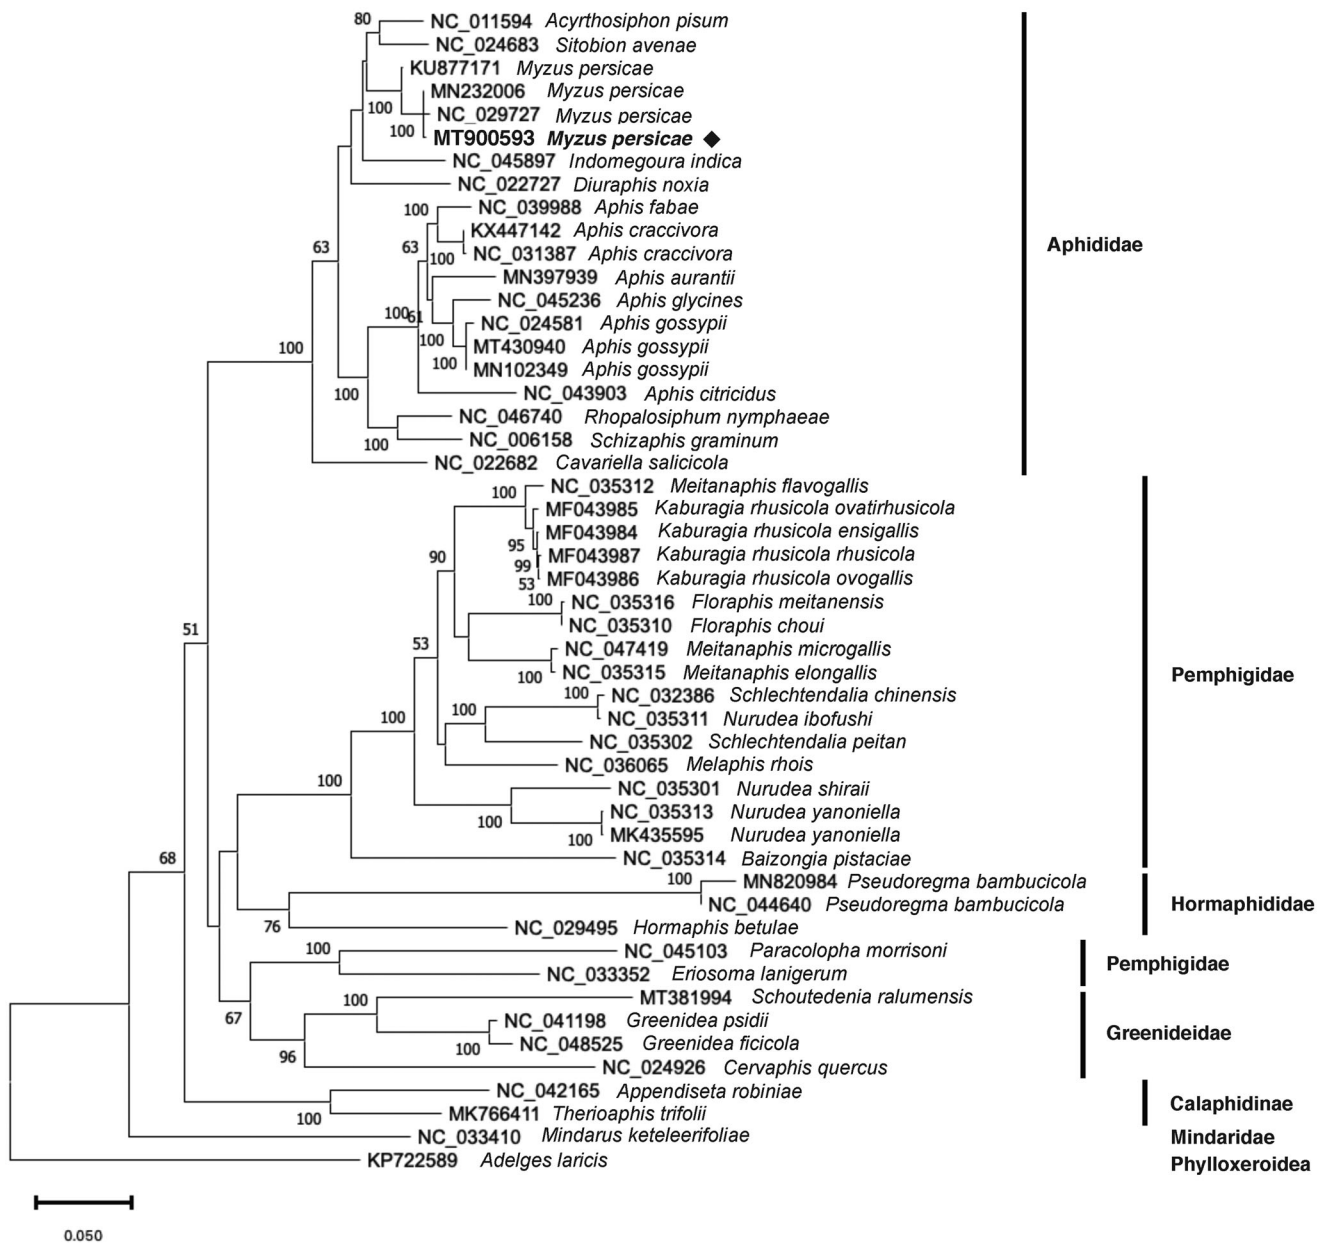 80
NC_011594 Acyrthosiphon pisum
NC_024683 Sitobion avenae
KU877171 Myzus persicae
MN232006 Myzus persicae
100
NC_029727 Myzus persicae
100
MT900593 Myzus persicae ◆
NC_045897 Indomegoura indica
NC_022727 Diuraphis noxia
100
NC_039988 Aphis fabae
KX447142 Aphis craccivora
63
63
Aphididae
100
NC_031387 Aphis craccivora
MN397939 Aphis aurantii
NC_045236 Aphis glycines
100
61
NC_024581 Aphis gossypii
100
MT430940 Aphis gossypii
100
100
MN102349 Aphis gossypii
100
NC_043903 Aphis citricidus
NC_046740 Rhopalosiphum nymphaeae
100
NC_006158 Schizaphis graminum
NC_022682 Cavariella salicicola
100
NC_035312 Meitanaphis flavogallis
MF043985 Kaburagia rhusicola ovatirhusicola
MF043984 Kaburagia rhusicola ensigallis
95
90
MF043987 Kaburagia rhusicola rhusicola
99
53
MF043986 Kaburagia rhusicola ovogallis
100
NC_035316 Floraphis meitanensis
NC_035310 Floraphis choui
51
53
NC_047419 Meitanaphis microgallis
100
NC_035315 Meitanaphis elongallis
Pemphigidae
100
NC_032386 Schlechtendalia chinensis
100
100
NC_035311 Nurudea ibofushi
NC_035302 Schlechtendalia peitan
NC_036065 Melaphis rhois
100
NC_035301 Nurudea shiraii
NC_035313 Nurudea yanoniella
100
100
MK435595 Nurudea yanoniella
68
NC_035314 Baizongia pistaciae
100
MN820984 Pseudoregma bambucicola
NC_044640 Pseudoregma bambucicola
Hormaphididae
76
NC_029495 Hormaphis betulae
100
NC_045103 Paracolopha morrisoni
Pemphigidae
NC_033352 Eriosoma lanigerum
100
MT381994 Schoutedenia ralumensis
67
NC_041198 Greenidea psidii
Greenideidae
100
NC_048525 Greenidea ficicola
96
NC_024926 Cervaphis quercus
NC_042165 Appendiseta robiniae
Calaphidinae
100
MK766411 Therioaphis trifolii
NC_033410 Mindarus keteleerifoliae
Mindaridae
KP722589 Adelges laricis
Phylloxeroidea
0.050